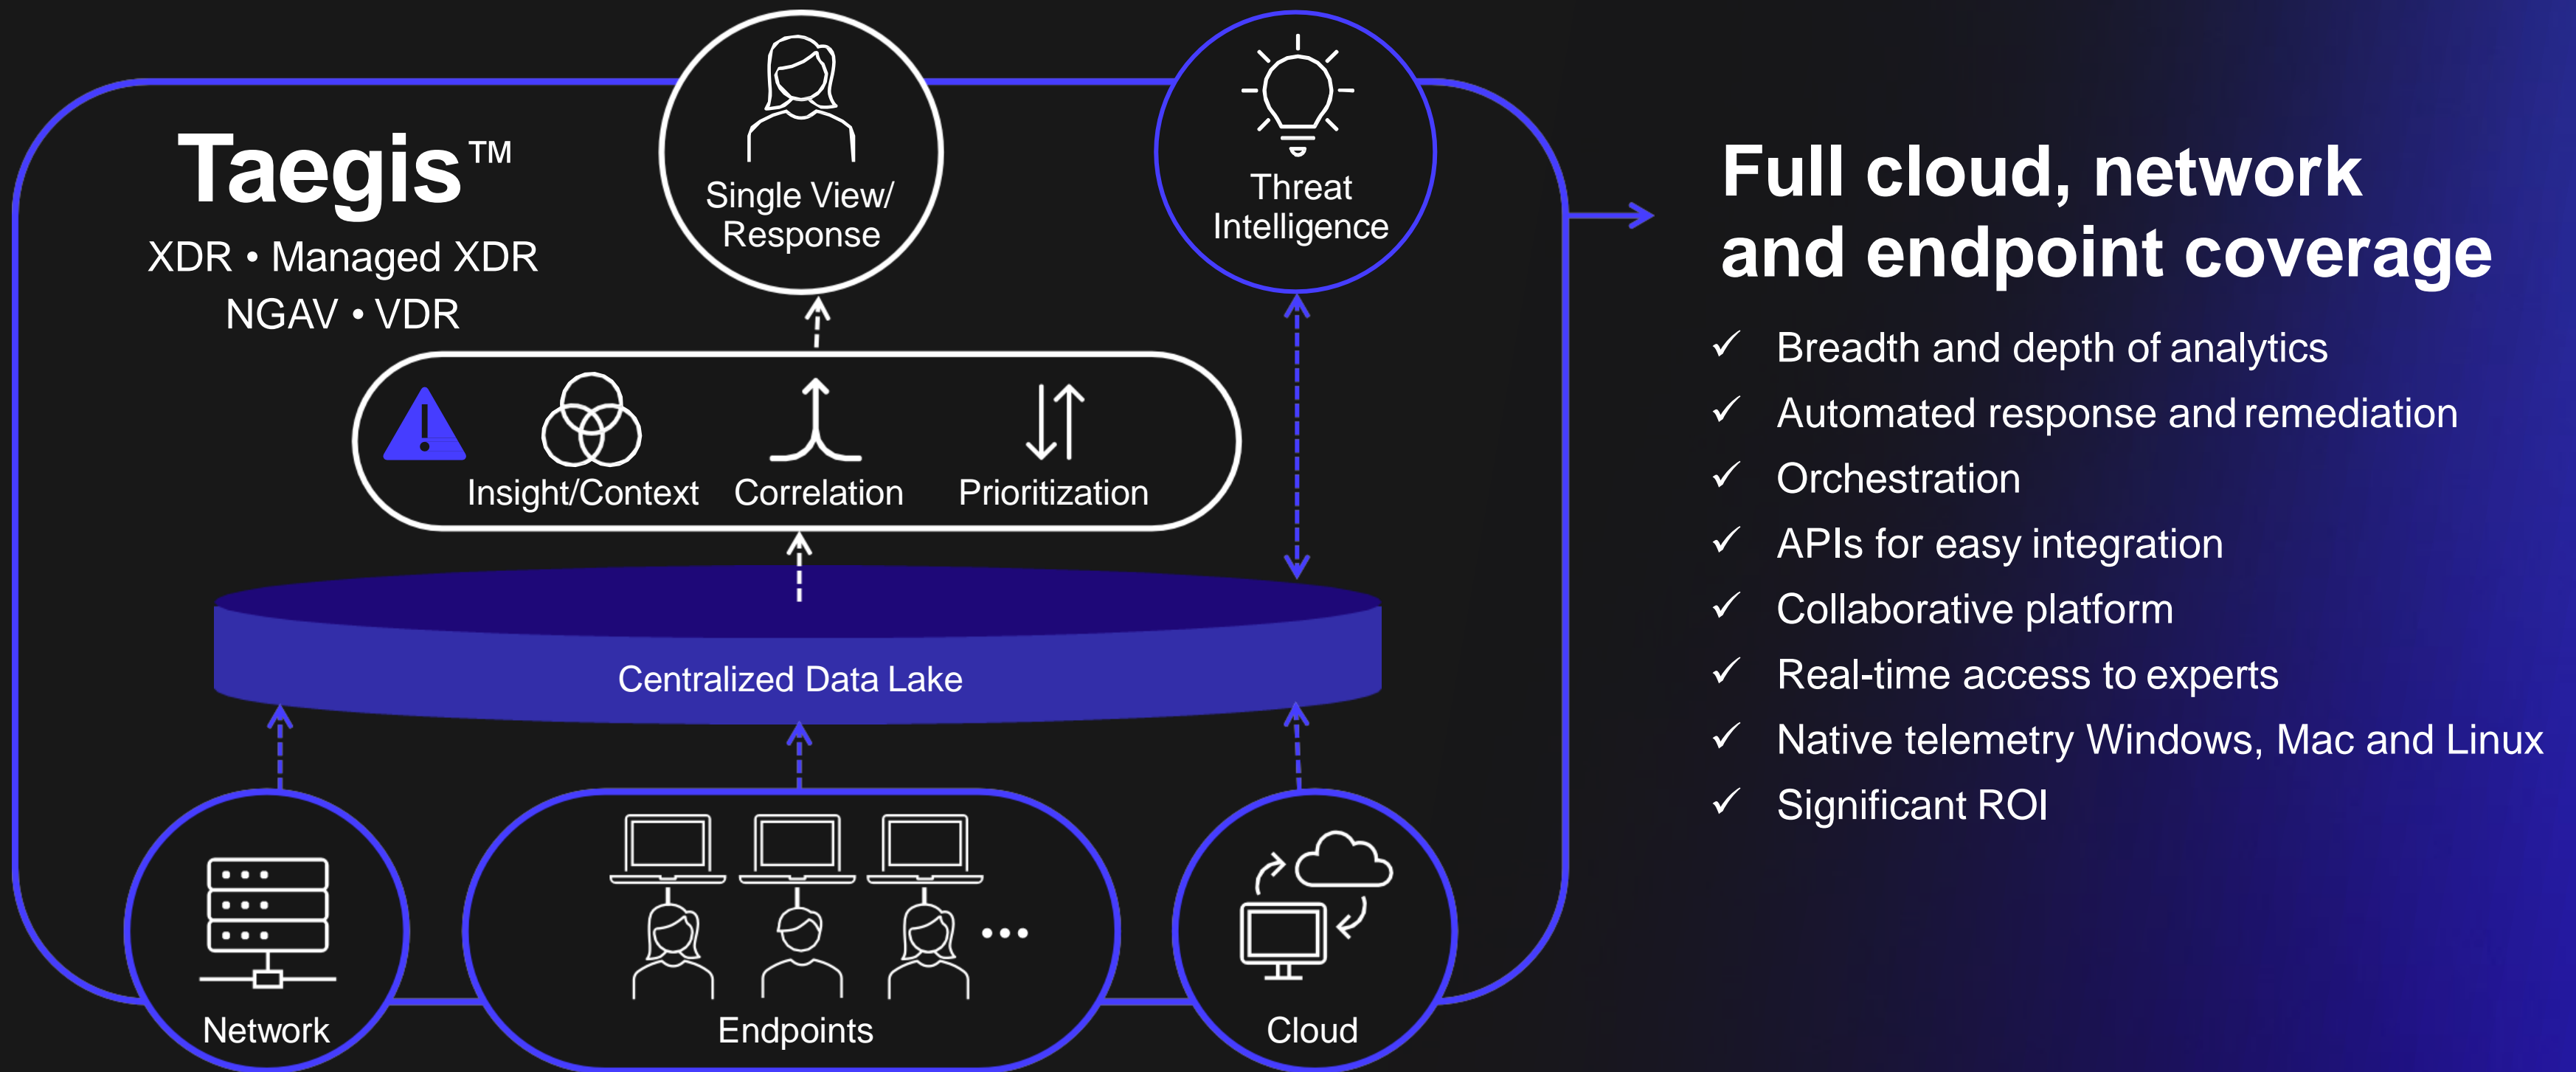 Taegis™
XDR • Managed XDR
NGAV • VDR
Single View/
Response
Threat
Intelligence
Insight/Context
Correlation
Prioritization
Centralized Data Lake
Network
Endpoints
Cloud
Full cloud, network
and endpoint coverage
✓ Breadth and depth of analytics
✓ Automated response and remediation
✓ Orchestration
✓ APIs for easy integration
✓ Collaborative platform
✓ Real-time access to experts
✓ Native telemetry Windows, Mac and Linux
✓ Significant ROI